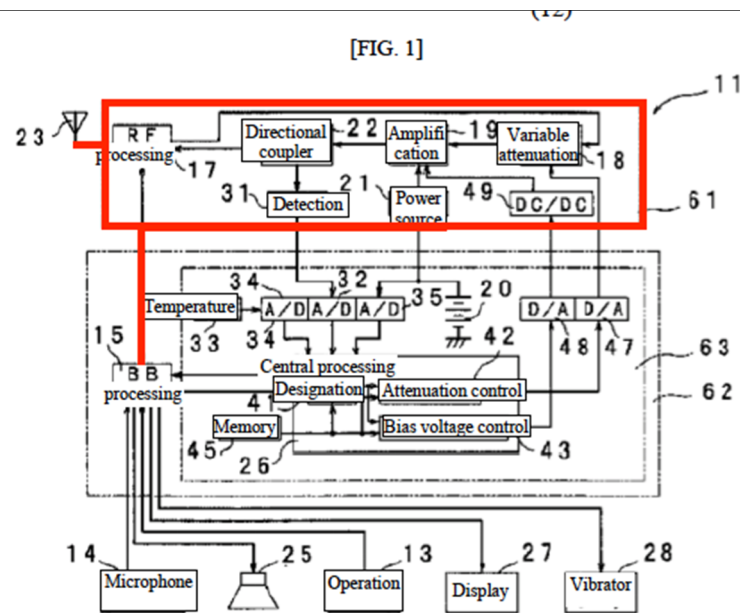 (12)
[FIG. 1]
11
23
RF
processing
17
Directional
coupler
22
Amplifi
cation
19
Variable
attenuation
18
31
Detection
21
Power
source
49
DC/DC
61
34
32
35
20
Temperature
33
A/D
A/D
A/D
34
D/A
D/A
48
47
15
BB
processing
Central processing
42
63
62
Designation
4
Attenuation control
Memory
45
26
Bias voltage control
43
14
Microphone
25
13
Operation
27
Display
28
Vibrator